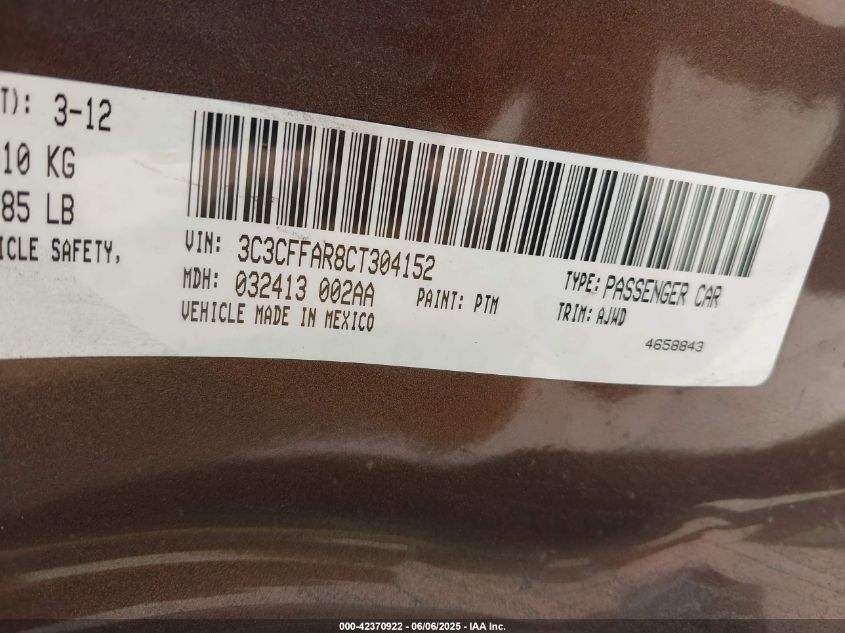 T): 3-12
10 KG
85 LB
ICLE SAFETY,
VIN: 3C3CFFAR8CT304152
MDH: 032413 002AA
PAINT: PTM
VEHICLE MADE IN MEXICO
TYPE: PASSENGER CAR
TRIM: AJWD
4658843
000-42370922 - 06/06/2025 - IAA Inc.